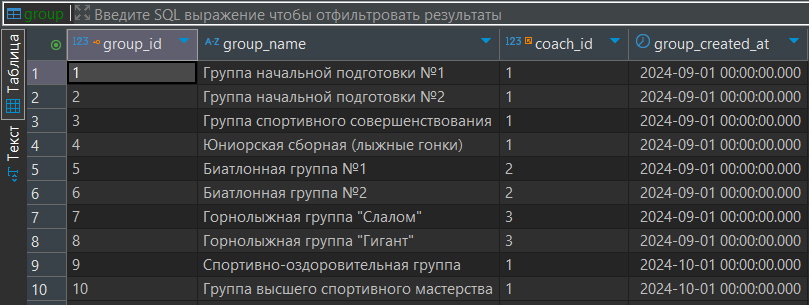 group Введите SQL выражение чтобы отфильтровать результаты
Таблица
Текст
123 group_id A-Z group_name 123 coach_id group_created_at
1 1 Группа начальной подготовки №1 1 2024-09-01 00:00:00.000
2 2 Группа начальной подготовки №2 1 2024-09-01 00:00:00.000
3 3 Группа спортивного совершенствования 1 2024-09-01 00:00:00.000
4 4 Юниорская сборная (лыжные гонки) 1 2024-09-01 00:00:00.000
5 5 Биатлонная группа №1 2 2024-09-01 00:00:00.000
6 6 Биатлонная группа №2 2 2024-09-01 00:00:00.000
7 7 Горнолыжная группа "Слалом" 3 2024-09-01 00:00:00.000
8 8 Горнолыжная группа "Гигант" 3 2024-09-01 00:00:00.000
9 9 Спортивно-оздоровительная группа 1 2024-10-01 00:00:00.000
10 10 Группа высшего спортивного мастерства 1 2024-10-01 00:00:00.000